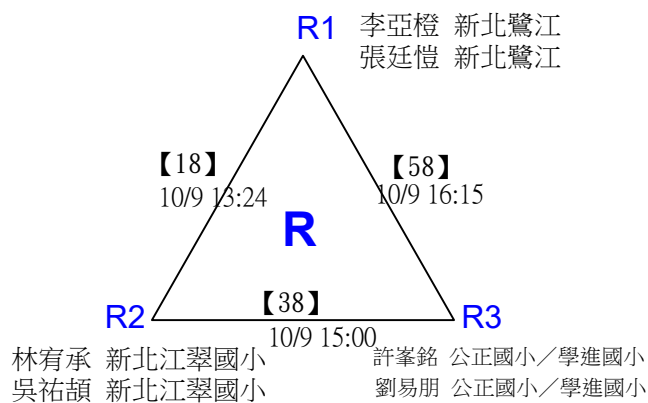 R1
李亞橙 新北鷺江
張廷愷 新北鷺江
【18】
10/9 13:24
【58】
10/9 16:15
R
【38】
10/9 15:00
R2
R3
林宥承 新北江翠國小
吳祐頡 新北江翠國小
許峯銘 公正國小／學進國小
劉易朋 公正國小／學進國小